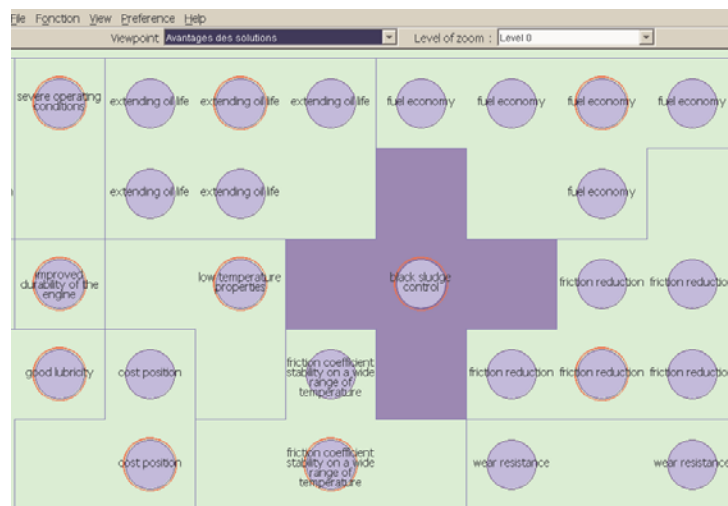 File Fonction View Preference Help
Viewpoint Avantages des solutions Level of zoom : Level 0
severe operating
conditions
extending oil life
extending oil life
extending oil life
fuel economy
fuel economy
fuel economy
fuel economy
extending oil life
extending oil life
fuel economy
improved
durability of the
engine
low temperature
properties
black sludge
control
friction reduction
friction reduction
good lubricity
cost position
friction coefficient
stability on a wide
range of
temperature
friction reduction
friction reduction
friction reduction
cost position
friction coefficient
stability on a wide
range of
temperature
wear resistance
wear resistance